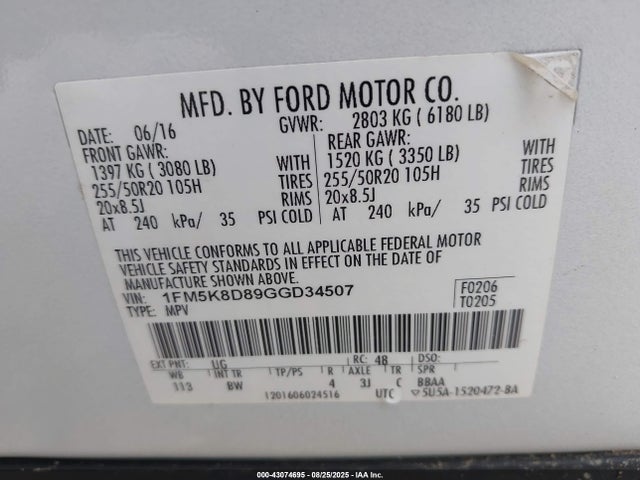 MFD. BY FORD MOTOR CO.
DATE: 06/16 GVWR: 2803 KG ( 6180 LB)
FRONT GAWR: REAR GAWR:
1397 KG ( 3080 LB) WITH 1520 KG ( 3350 LB) WITH
255/50R20 105H TIRES 255/50R20 105H TIRES
20x8.5J RIMS 20x8.5J RIMS
AT 240 kPa/ 35 PSI COLD AT 240 kPa/ 35 PSI COLD
THIS VEHICLE CONFORMS TO ALL APPLICABLE FEDERAL MOTOR
VEHICLE SAFETY STANDARDS IN EFFECT ON THE DATE OF
MANUFACTURE SHOWN ABOVE.
VIN: 1FM5K8D89GGD34507 F0206
TYPE: MPV T0205
EXT PNT: UG RC: 48 DSO:
WB INT TR TP/PS R AXLE TR SPR
113 BW 4 3J C BBAA
1201606024516 UTC ▽5U5A-1520472-BA
000-43074695 - 08/25/2025 - IAA Inc.